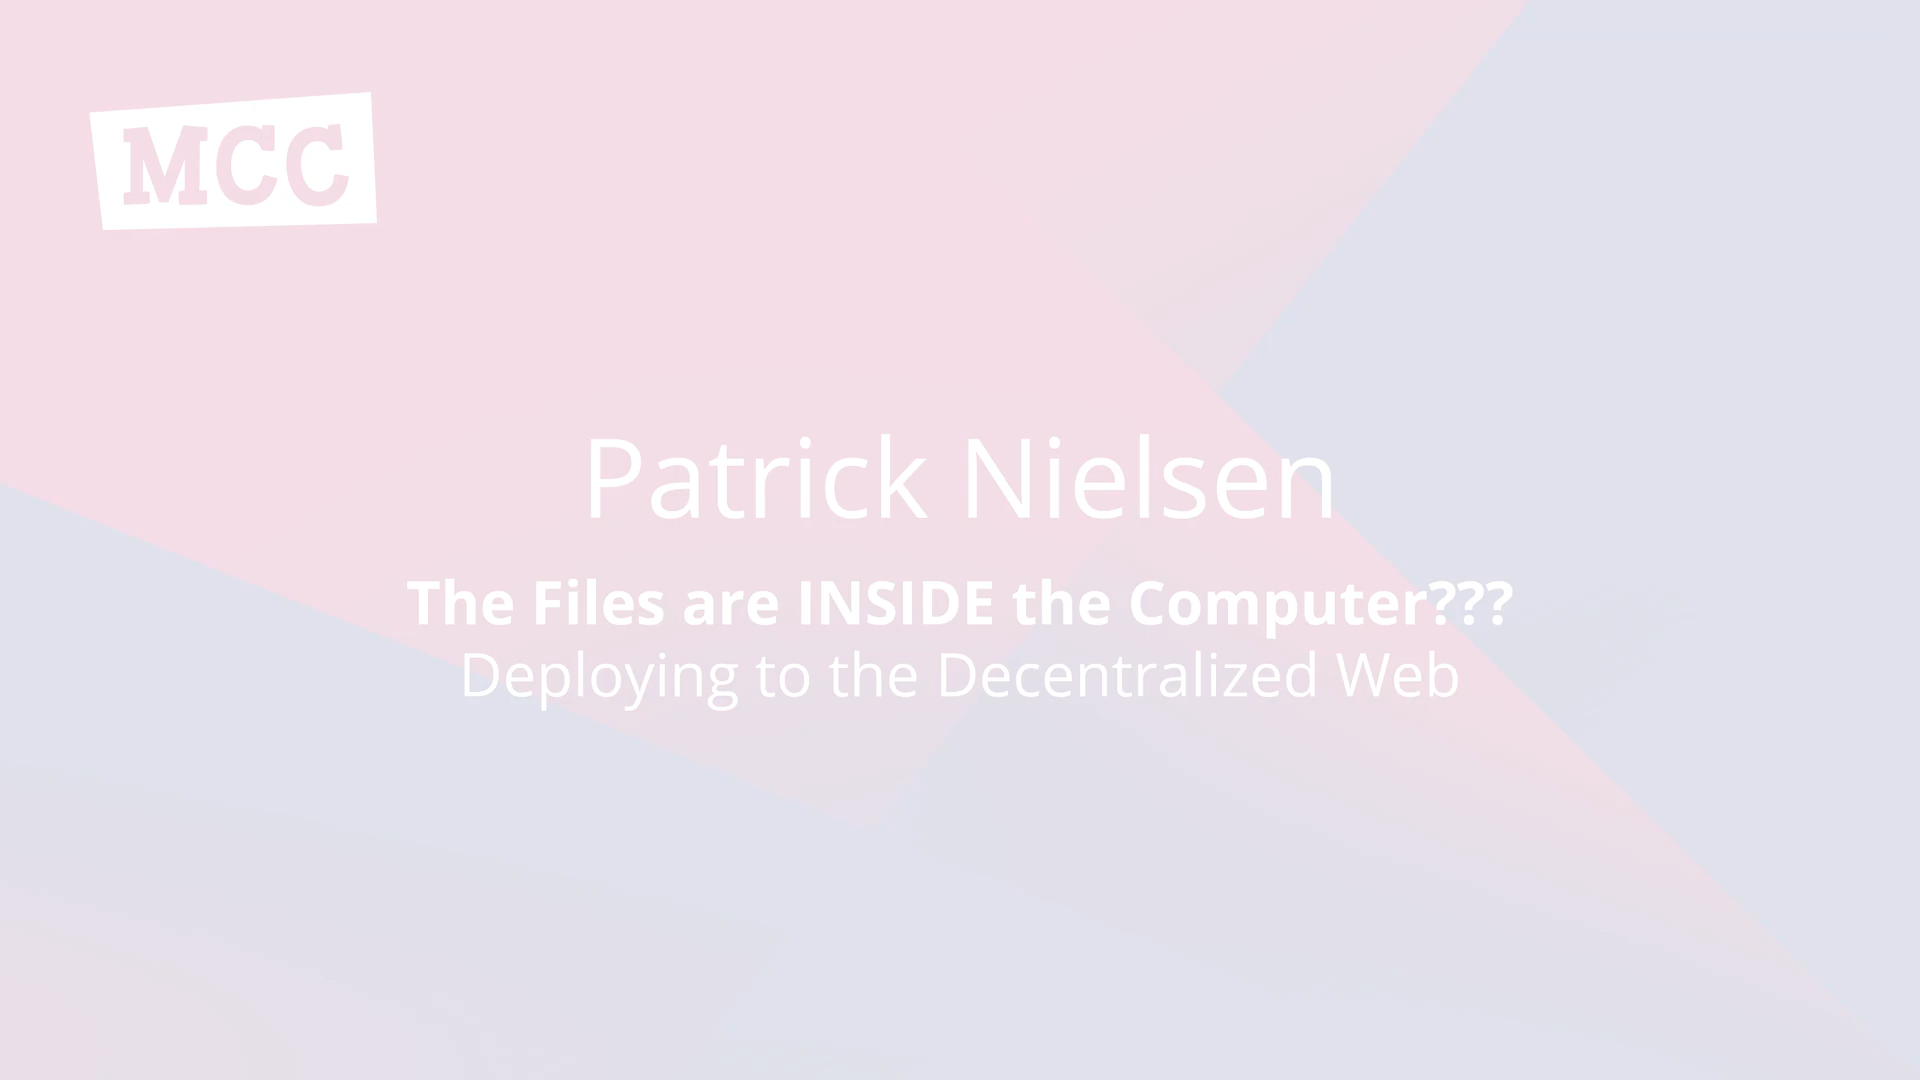 MCC
Patrick Nielsen
The Files are INSIDE the Computer???
Deploying to the Decentralized Web